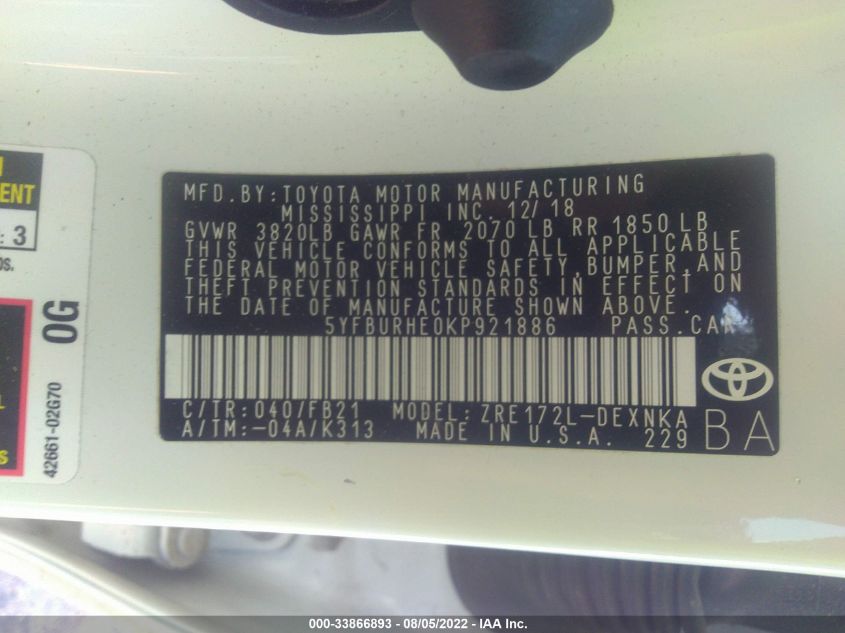 MFD.BY:TOYOTA MOTOR MANUFACTURING
MISSISSIPPI INC. 12/18
GVWR 3820LB GAWR FR 2070 LB RR 1850 LB
THIS VEHICLE CONFORMS TO ALL APPLICABLE
FEDERAL MOTOR VEHICLE SAFETY,BUMPER,AND
THEFT PREVENTION STANDARDS IN EFFECT ON
THE DATE OF MANUFACTURE SHOWN ABOVE.
5YFBURHE0KP921886 PASS.CAR
C/TR:040/FB21 MODEL:ZRE172L-DEXNKA
A/TM:-04A/K313 MADE IN U.S.A. 229
BA
ENT
: 3
0G
42661-02G70
000-33866893 - 08/05/2022 - IAA Inc.